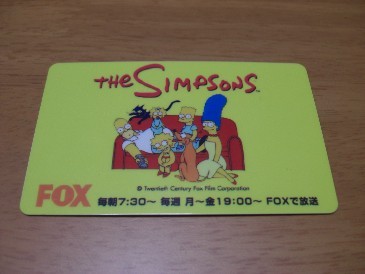 THE SIMPSONS™
© Twentieth Century Fox Film Corporation
FOX
毎朝7:30～ 毎週 月～金19:00～ FOXで放送